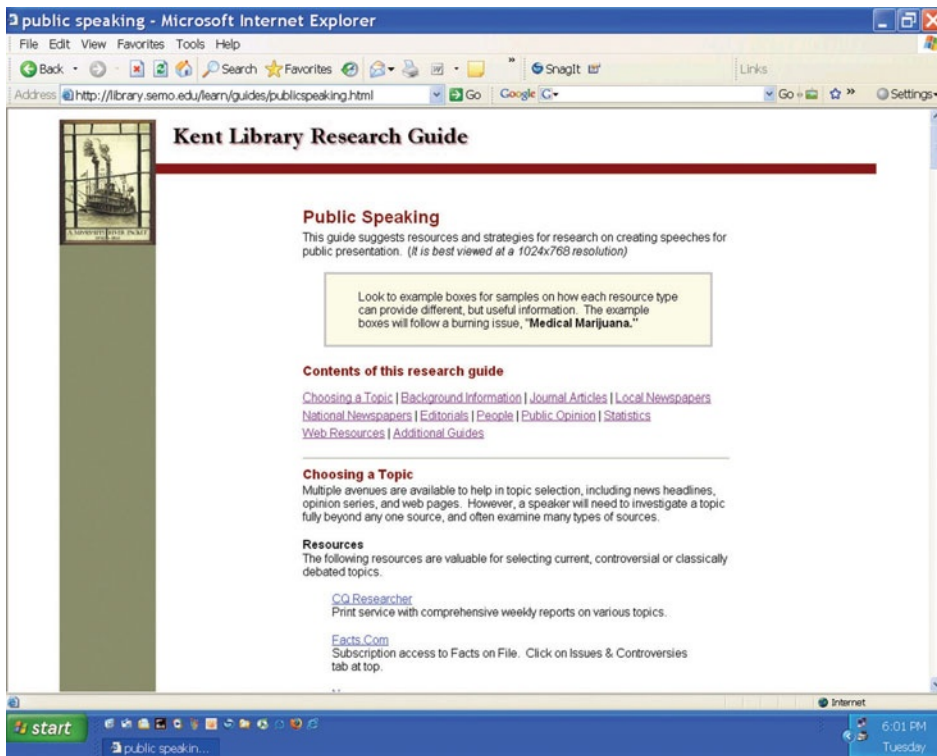 public speaking - Microsoft Internet Explorer
File Edit View Favorites Tools Help
Back Search Favorites SnagIt Links
Address http://library.semo.edu/learn/guides/publicspeaking.html Go Google Go Settings
Kent Library Research Guide
A MISSISSIPPI RIVER PACKET
Public Speaking
This guide suggests resources and strategies for research on creating speeches for
public presentation. (It is best viewed at a 1024x768 resolution)
Look to example boxes for samples on how each resource type
can provide different, but useful information. The example
boxes will follow a burning issue, "Medical Marijuana."
Contents of this research guide
Choosing a Topic | Background Information | Journal Articles | Local Newspapers
National Newspapers | Editorials | People | Public Opinion | Statistics
Web Resources | Additional Guides
Choosing a Topic
Multiple avenues are available to help in topic selection, including news headlines,
opinion series, and web pages. However, a speaker will need to investigate a topic
fully beyond any one source, and often examine many types of sources.
Resources
The following resources are valuable for selecting current, controversial or classically
debated topics.
CQ Researcher
Print service with comprehensive weekly reports on various topics.
Facts.Com
Subscription access to Facts on File. Click on Issues & Controversies
tab at top.
Internet
start
6:01 PM
public speakin...
Tuesday